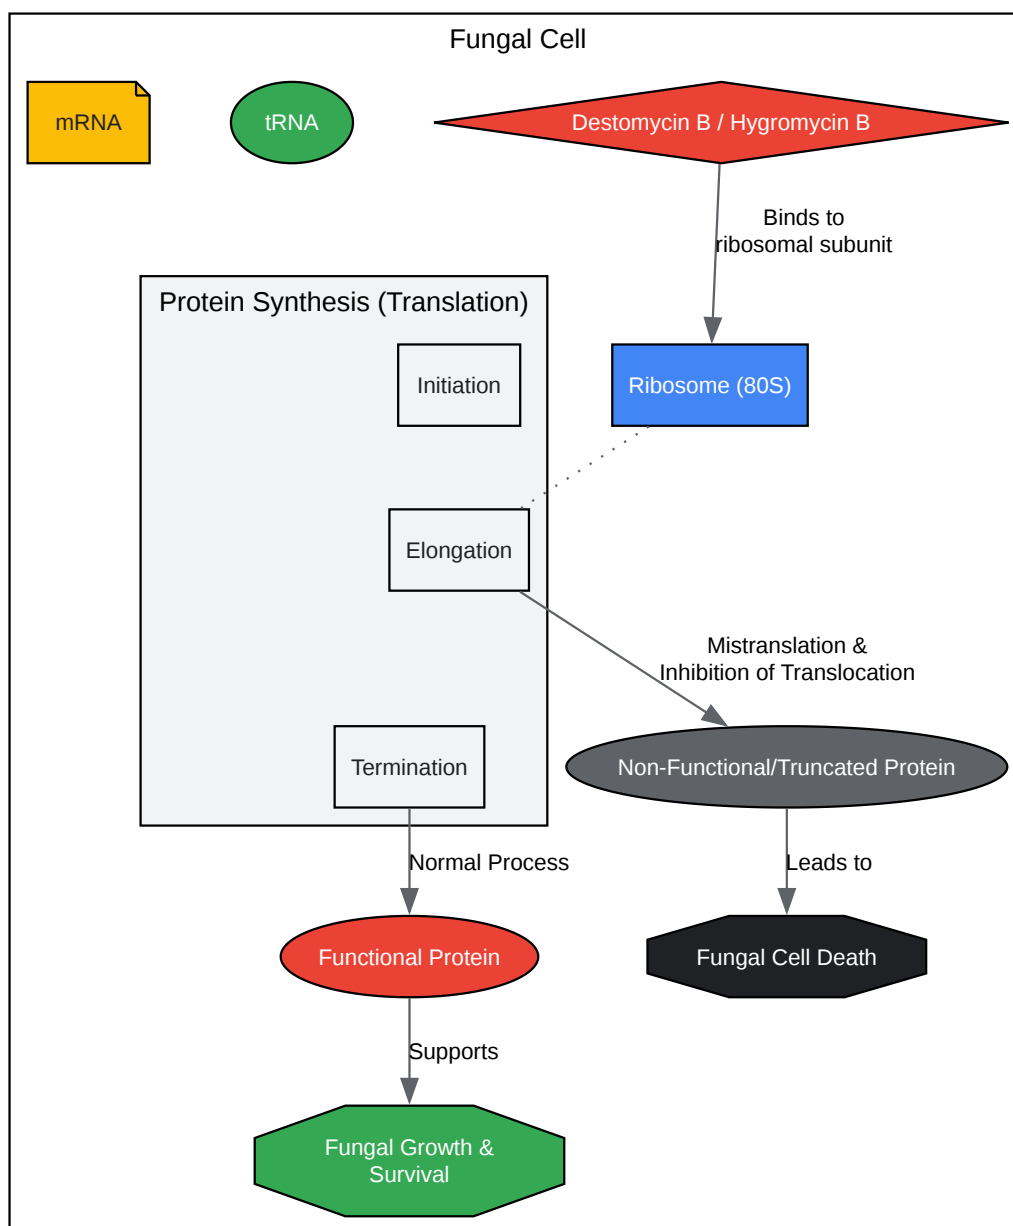 Fungal Cell
mRNA
tRNA
Destomycin B / Hygromycin B
Binds to
ribosomal subunit
Protein Synthesis (Translation)
Initiation
Ribosome (80S)
Elongation
Mistranslation &
Inhibition of Translocation
Termination
Non-Functional/Truncated Protein
Normal Process
Leads to
Functional Protein
Fungal Cell Death
Supports
Fungal Growth &
Survival